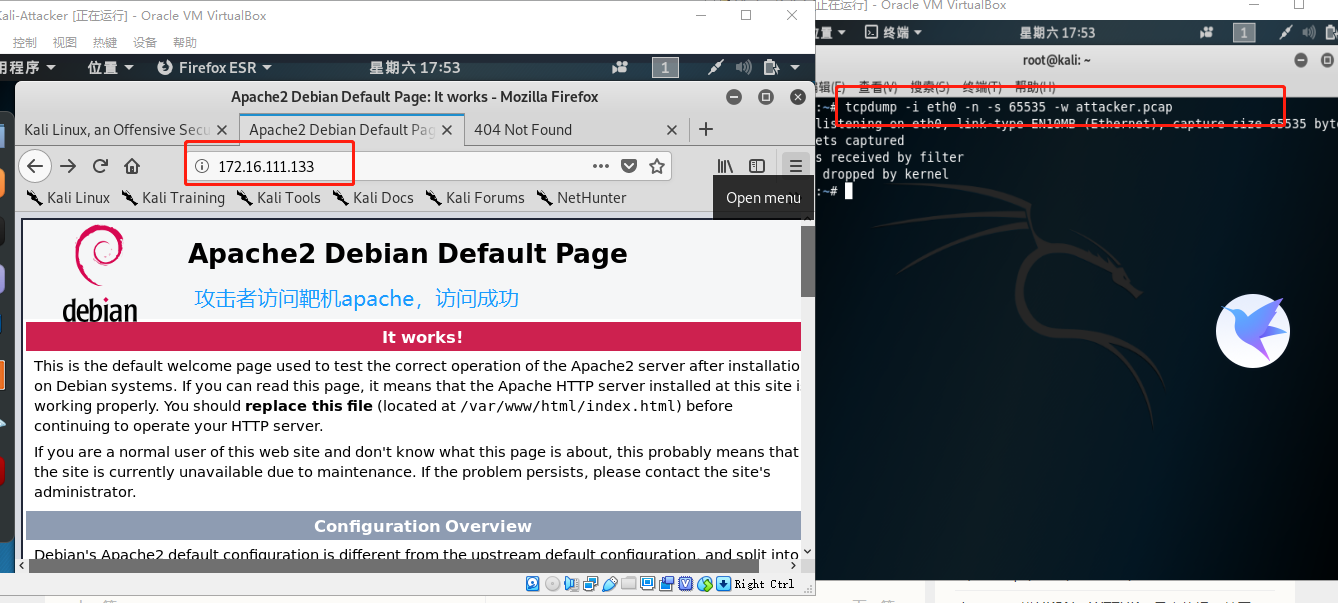 Kali-Attacker [正在运行] - Oracle VM VirtualBox
控制 视图 热键 设备 帮助
用程序 位置 Firefox ESR 星期六 17:53 1
Apache2 Debian Default Page: It works - Mozilla Firefox
Kali Linux, an Offensive Secu Apache2 Debian Default Pag 404 Not Found
172.16.111.133
Kali Linux Kali Training Kali Tools Kali Docs Kali Forums NetHunter
Open menu
debian
Apache2 Debian Default Page
攻击者访问靶机apache，访问成功
It works!
This is the default welcome page used to test the correct operation of the Apache2 server after installatio
on Debian systems. If you can read this page, it means that the Apache HTTP server installed at this site i
working properly. You should replace this file (located at /var/www/html/index.html) before
continuing to operate your HTTP server.
If you are a normal user of this web site and don't know what this page is about, this probably means that
the site is currently unavailable due to maintenance. If the problem persists, please contact the site's
administrator.
Configuration Overview
Debian's Apache2 default configuration is different from the upstream default configuration, and split into
Right Ctrl
正在运行] - Oracle VM VirtualBox
位置 终端 星期六 17:53 1
root@kali: ~
编辑(E) 查看(V) 搜索(S) 终端(T) 帮助(H)
:~# tcpdump -i eth0 -n -s 65535 -w attacker.pcap
listening on eth0, link-type EN10MB (Ethernet), capture size 65535 byte
ets captured
s received by filter
dropped by kernel
:~#